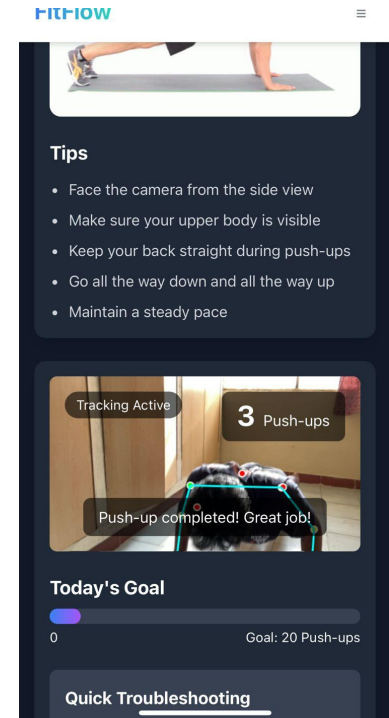 FitFlow
Tips
Face the camera from the side view
Make sure your upper body is visible
Keep your back straight during push-ups
Go all the way down and all the way up
Maintain a steady pace
Tracking Active
3 Push-ups
Push-up completed! Great job!
Today's Goal
0
Goal: 20 Push-ups
Quick Troubleshooting